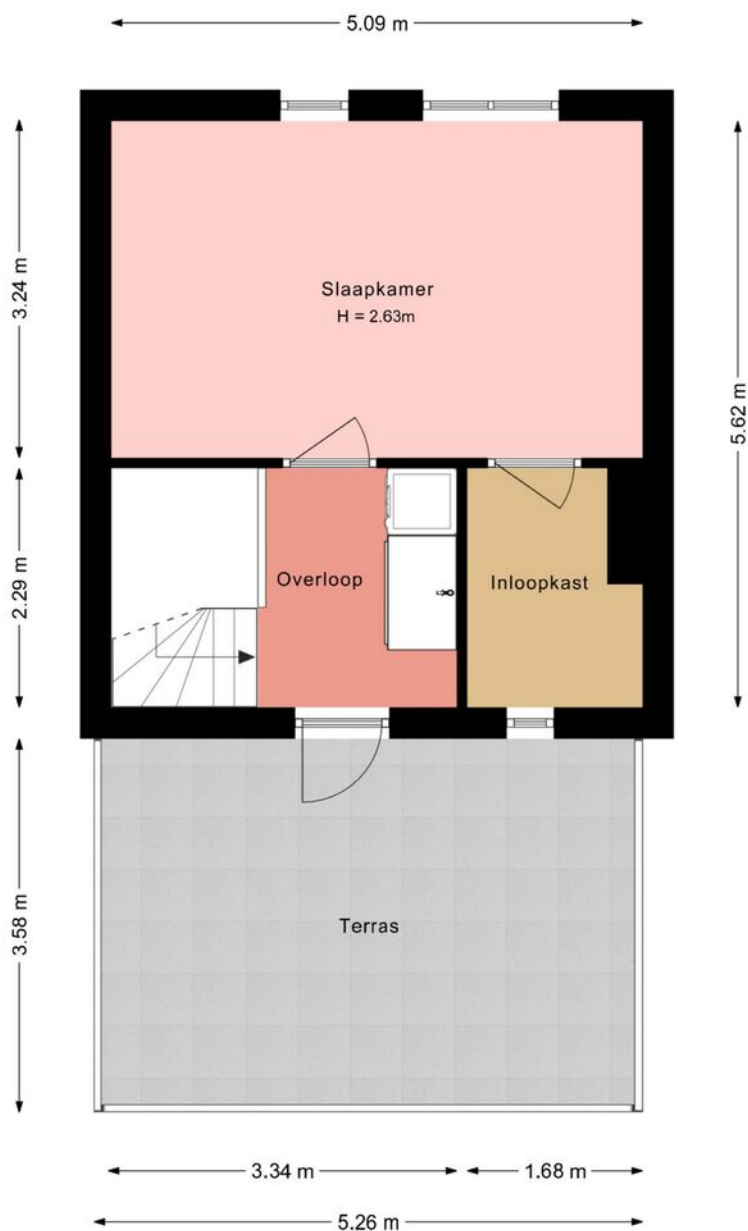 5.09 m
3.24 m
Slaapkamer
H = 2.63m
5.62 m
2.29 m
Overloop
Inloopkast
3.58 m
Terras
3.34 m
1.68 m
5.26 m